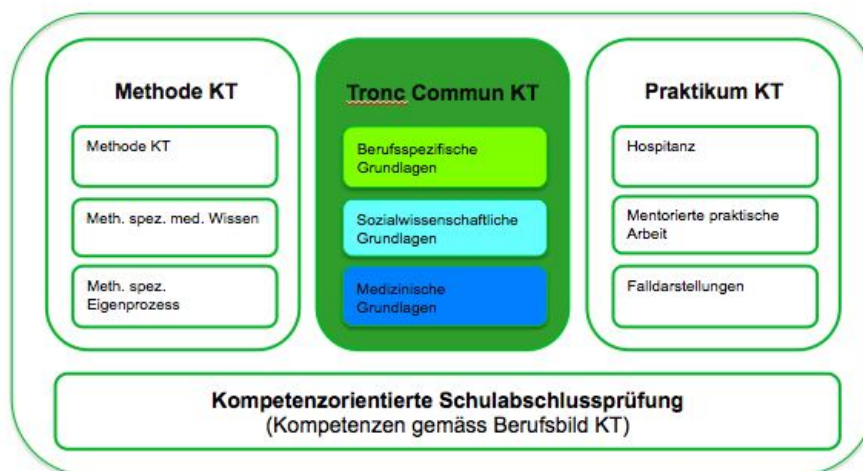 Methode KT
Methode KT
Meth. spez. med. Wissen
Meth. spez.
Eigenprozess
Tronc Commun KT
Berufsspezifische
Grundlagen
Sozialwissenschaftliche
Grundlagen
Medizinische
Grundlagen
Praktikum KT
Hospitanz
Mentorierte praktische
Arbeit
Falldarstellungen
Kompetenzorientierte Schulabschlussprüfung
(Kompetenzen gemäss Berufsbild KT)